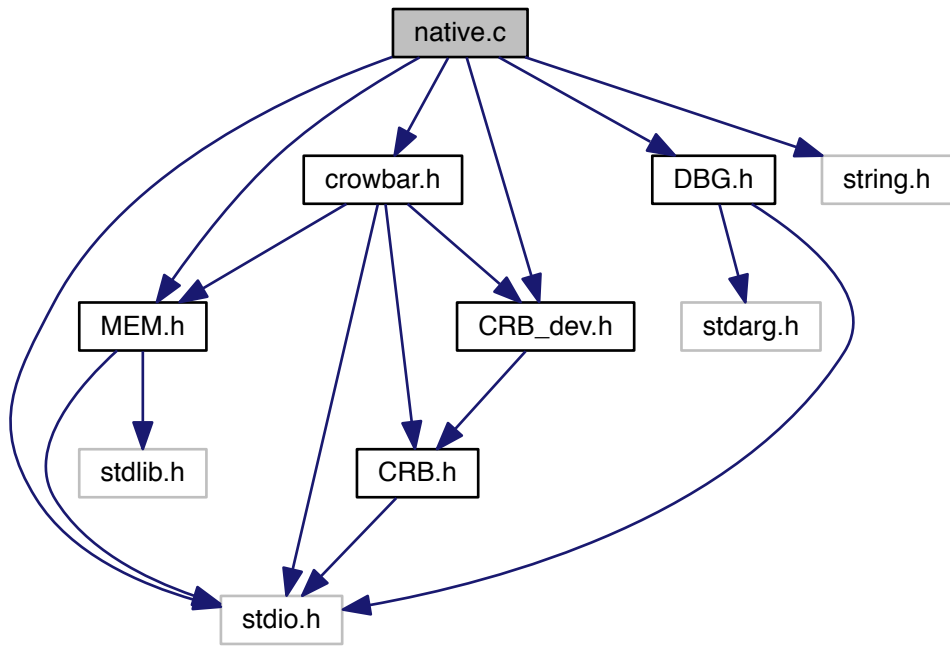 native.c
crowbar.h
DBG.h
string.h
MEM.h
CRB_dev.h
stdarg.h
stdlib.h
CRB.h
stdio.h